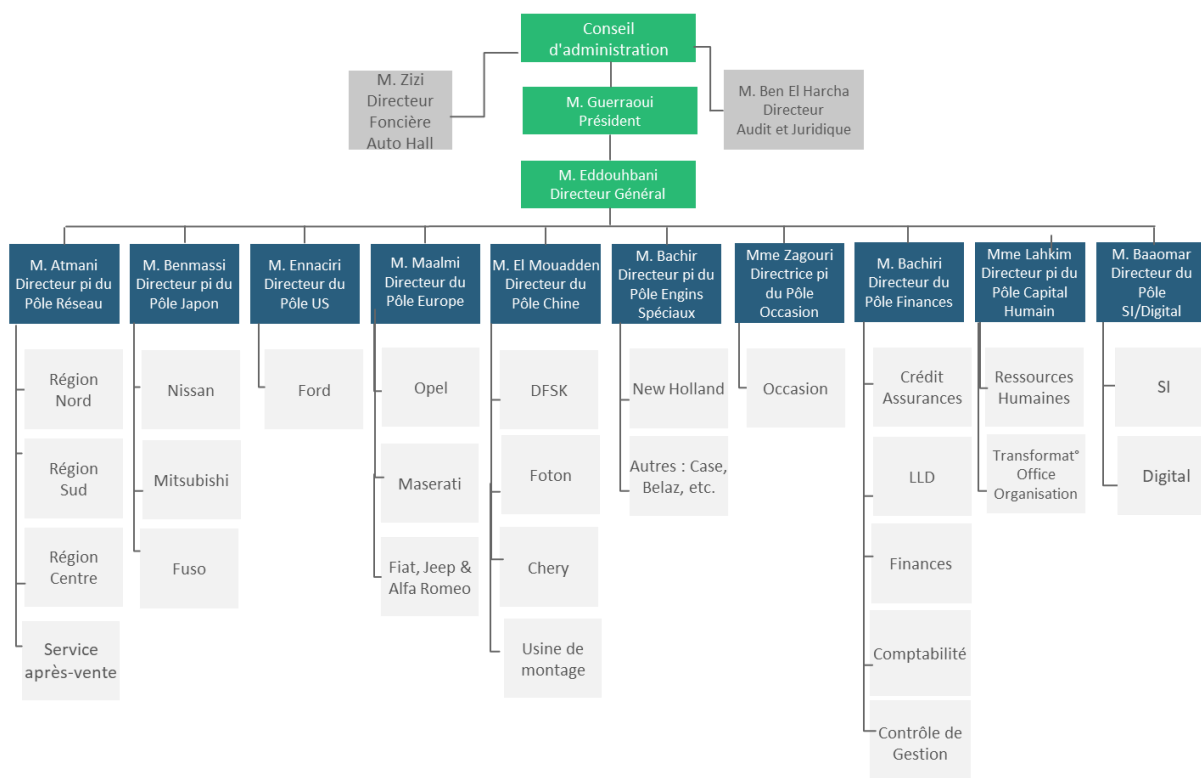 Conseil
d'administration
M. Zizi
Directeur
Foncière
Auto Hall
M. Guerraoui
Président
M. Ben El Harcha
Directeur
Audit et Juridique
M. Eddouhbani
Directeur Général
M. Atmani
Directeur pi du
Pôle Réseau
M. Benmassi
Directeur pi du
Pôle Japon
M. Ennaciri
Directeur du
Pôle US
M. Maalmi
Directeur du
Pôle Europe
M. El Mouadden
Directeur du
Pôle Chine
M. Bachir
Directeur pi du
Pôle Engins
Spéciaux
Mme Zagouri
Directrice pi
du Pôle
Occasion
M. Bachiri
Directeur du
Pôle Finances
Mme Lahkim
Directeur pi du
Pôle Capital
Humain
M. Baaomar
Directeur du
Pôle
SI/Digital
Région
Nord
Région
Sud
Région
Centre
Service
après-vente
Nissan
Mitsubishi
Fuso
Ford
Opel
Maserati
Fiat, Jeep &
Alfa Romeo
DFSK
Foton
Chery
Usine de
montage
New Holland
Autres : Case,
Belaz, etc.
Occasion
Crédit
Assurances
LLD
Finances
Comptabilité
Contrôle de
Gestion
Ressources
Humaines
Transformat°
Office
Organisation
SI
Digital